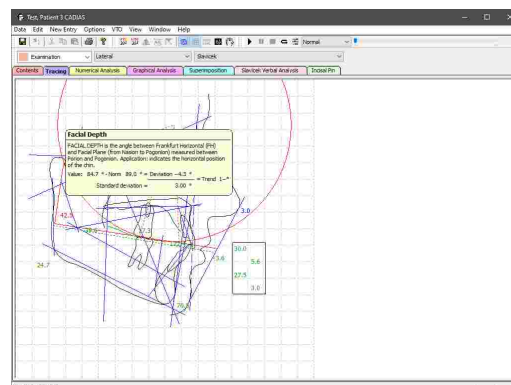 Test, Patient 3 CADIAS
Date Edit New Entry Options VTO View Window Help
Normal
Examination Lateral Slavicek
Contents Tracing Numerical Analysis Graphical Analysis Superimposition Slavicek Verbal Analysis Incisal Pin
Facial Depth
FACIAL DEPTH is the angle between Frankfurt Horizontal (FH)
and Facial Plane (from Nasion to Pogonion) measured between
Porion and Pogonion. Application: indicates the horizontal position
of the chin.
Value: 84.7 ° - Norm 89.0 ° = Deviation -4.3 °
Standard deviation = 3.00 °
= Trend 1-*
42.5
3.0
27.3
24.7
30.0
5.6
27.5
3.0